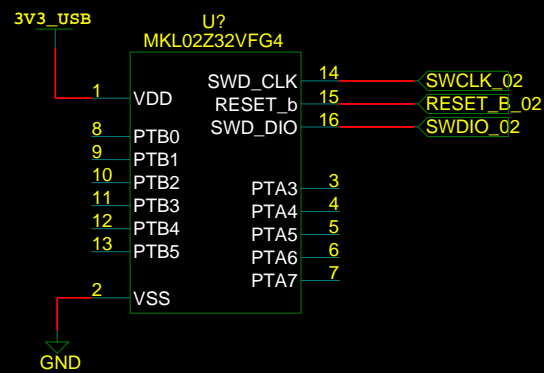 3V3_USB
U?
MKL02Z32VFG4
1 VDD
SWD_CLK 14 SWCLK_02
RESET_b 15 RESET_B_02
SWD_DIO 16 SWDIO_02
8 PTB0
9 PTB1
10 PTB2
11 PTB3
12 PTB4
13 PTB5
PTA3 3
PTA4 4
PTA5 5
PTA6 6
PTA7 7
2 VSS
GND